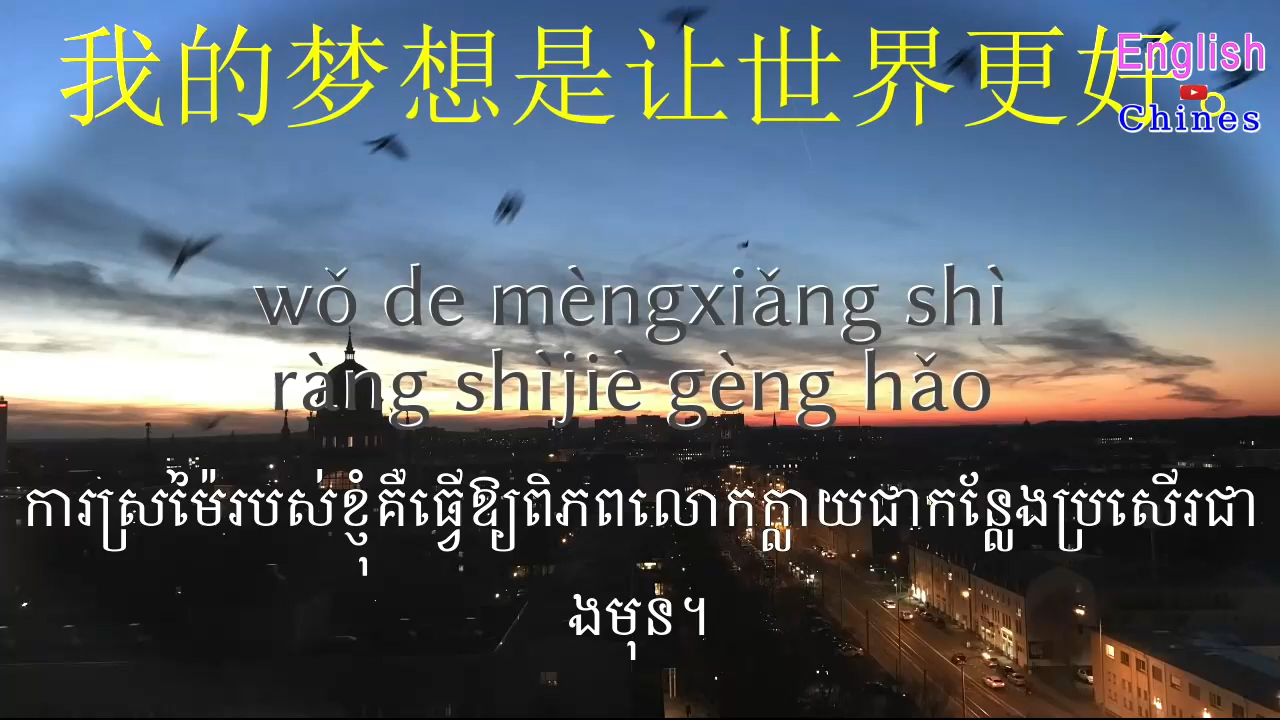 我的梦想是让世界更好。
English
Chines
wǒ de mèngxiǎng shì
ràng shìjiè gèng hǎo
ការស្រម៉ៃរបស់ខ្ញុំគឺធ្វើឱ្យពិភពលោកក្លាយជាកន្លែងប្រសើរជា
ងមុន។